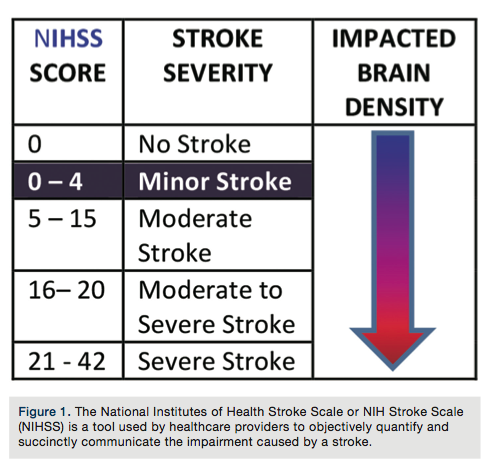 NIHSS SCORE STROKE SEVERITY IMPACTED BRAIN DENSITY
0 No Stroke
0 – 4 Minor Stroke
5 – 15 Moderate Stroke
16– 20 Moderate to Severe Stroke
21 - 42 Severe Stroke
Figure 1. The National Institutes of Health Stroke Scale or NIH Stroke Scale
(NIHSS) is a tool used by healthcare providers to objectively quantify and
succinctly communicate the impairment caused by a stroke.